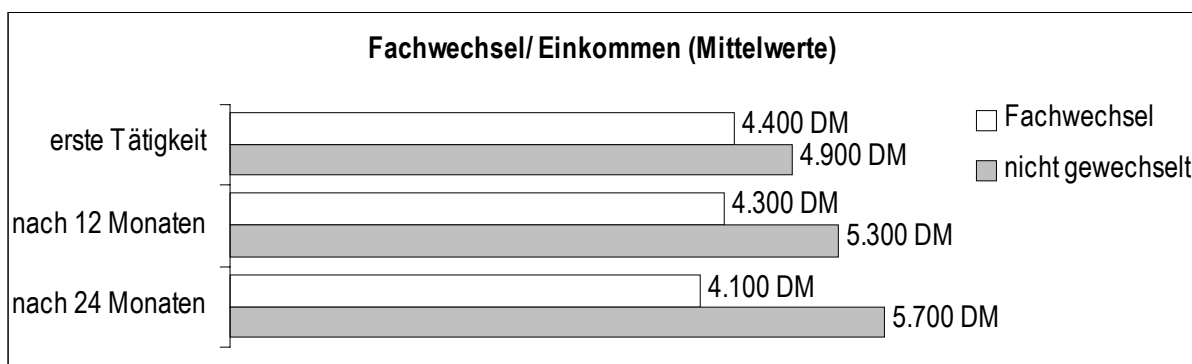 Fachwechsel/ Einkommen (Mittelwerte)
erste Tätigkeit
4.400 DM
4.900 DM
nach 12 Monaten
4.300 DM
5.300 DM
nach 24 Monaten
4.100 DM
5.700 DM
Fachwechsel
nicht gewechselt